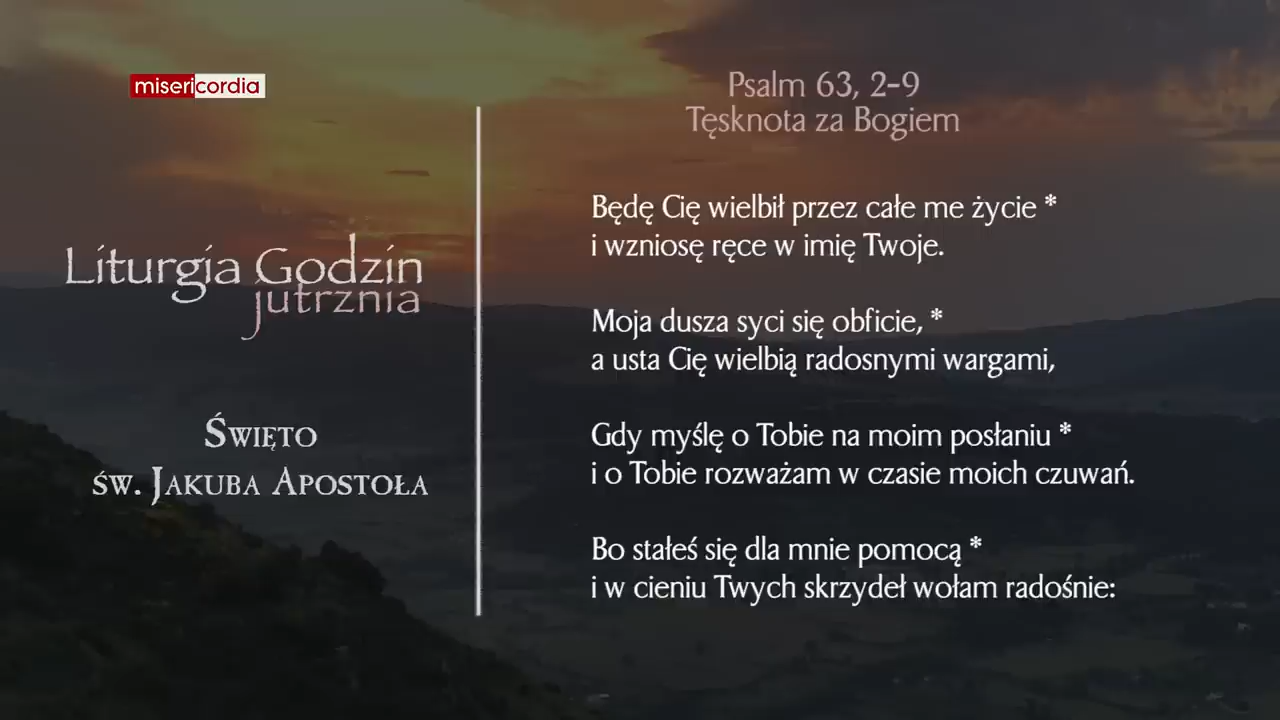 misericordia
Liturgia Godzin
jutrznia
Święto
św. Jakuba Apostoła
Psalm 63, 2-9
Tęsknota za Bogiem
Będę Cię wielbił przez całe me życie *
i wzniosę ręce w imię Twoje.
Moja dusza syci się obficie, *
a usta Cię wielbią radosnymi wargami,
Gdy myślę o Tobie na moim posłaniu *
i o Tobie rozważam w czasie moich czuwań.
Bo stałeś się dla mnie pomocą *
i w cieniu Twych skrzydeł wołam radośnie: